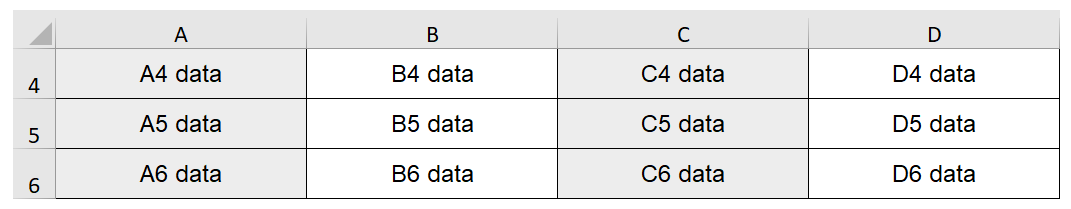 A B C D
4 A4 data B4 data C4 data D4 data
5 A5 data B5 data C5 data D5 data
6 A6 data B6 data C6 data D6 data